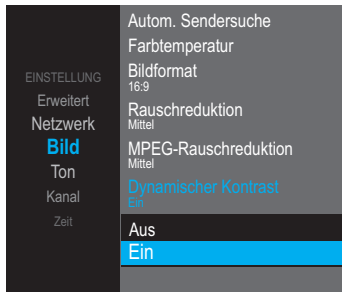 EINSTELLUNG
Erweitert
Netzwerk
Bild
Ton
Kanal
Zeit
Autom. Sendersuche
Farbtemperatur
Bildformat
16:9
Rauschreduktion
Mittel
MPEG-Rauschreduktion
Mittel
Dynamischer Kontrast
Ein
Aus
Ein